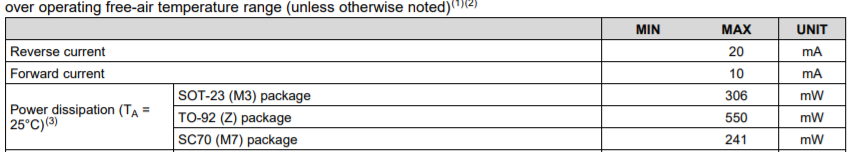 over operating free-air temperature range (unless otherwise noted)(1)(2)
MIN MAX UNIT
Reverse current 20 mA
Forward current 10 mA
Power dissipation (TA = 25°C)(3)
SOT-23 (M3) package 306 mW
TO-92 (Z) package 550 mW
SC70 (M7) package 241 mW